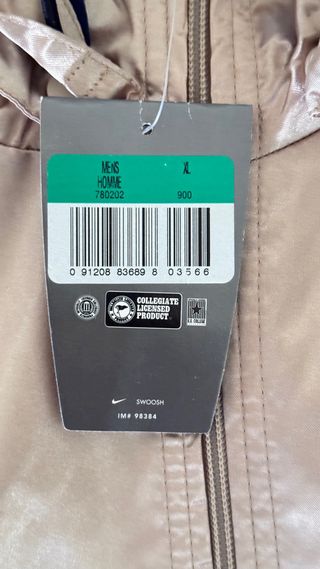 MENS XL
HOMME
780202 900
0 91208 83689 8 03566
COLLEGIATE
LICENSED
PRODUCT
SWOOSH
IM# 98384